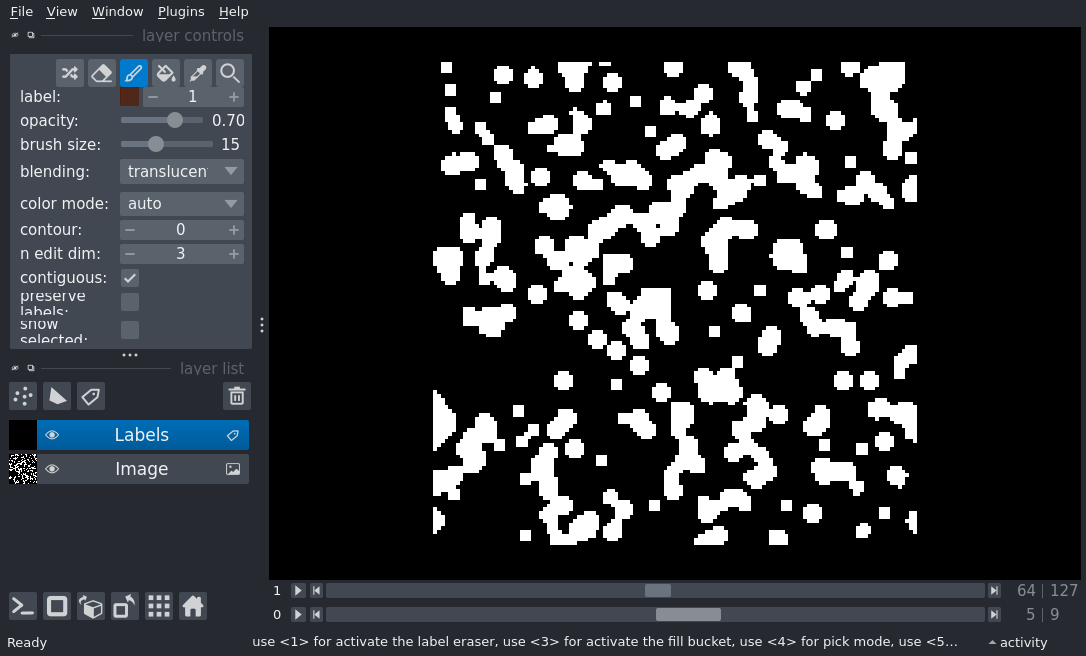 File View Window Plugins Help
layer controls
label: 1
opacity: 0.70
brush size: 15
blending: translucen
color mode: auto
contour: 0
n edit dim: 3
contiguous:
preserve
labels:
show
selected:
layer list
Labels
Image
1 64 127
0 5 9
Ready use <1> for activate the label eraser, use <3> for activate the fill bucket, use <4> for pick mode, use <5... activity